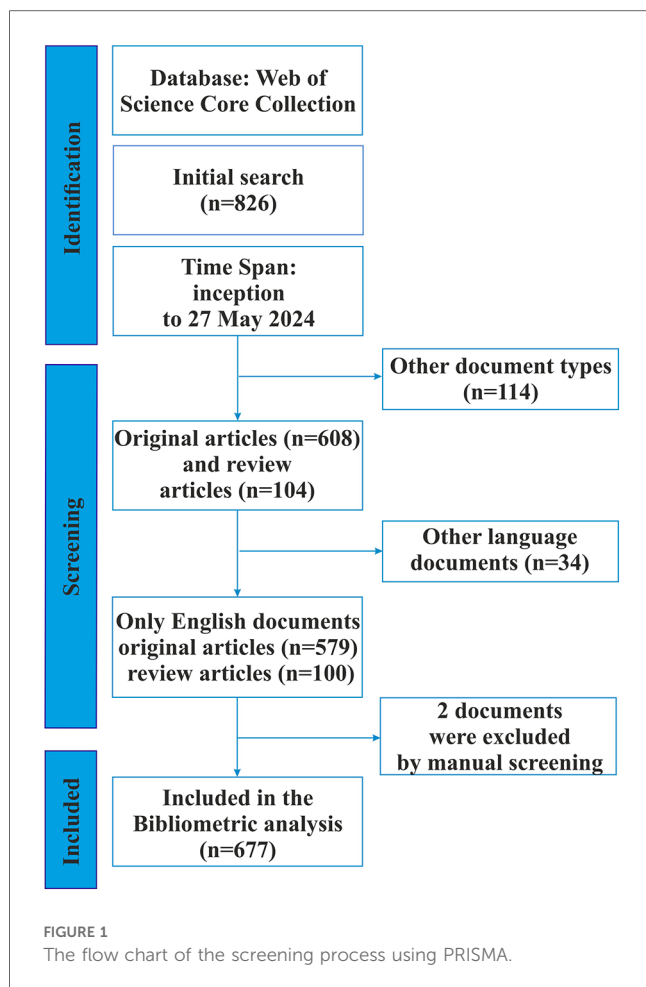 Identification
Database: Web of
Science Core Collection
Initial search
(n=826)
Time Span:
inception
to 27 May 2024
Other document types
(n=114)
Screening
Original articles (n=608)
and review
articles (n=104)
Other language
documents (n=34)
Only English documents
original articles (n=579)
review articles (n=100)
2 documents
were excluded
by manual screening
Included
Included in the
Bibliometric analysis
(n=677)
FIGURE 1
The flow chart of the screening process using PRISMA.